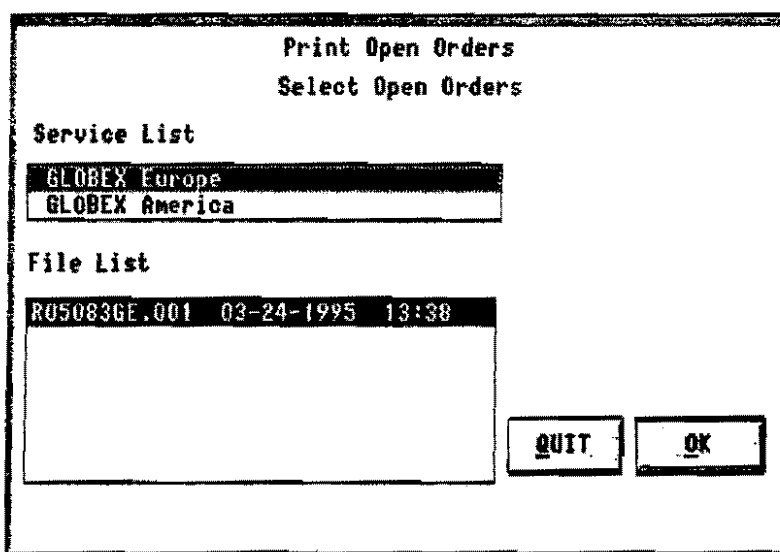 Print Open Orders
Select Open Orders
Service List
GLOBEX Europe
GLOBEX America
File List
RO5083GE.001 03-24-1995 13:38
QUIT OK